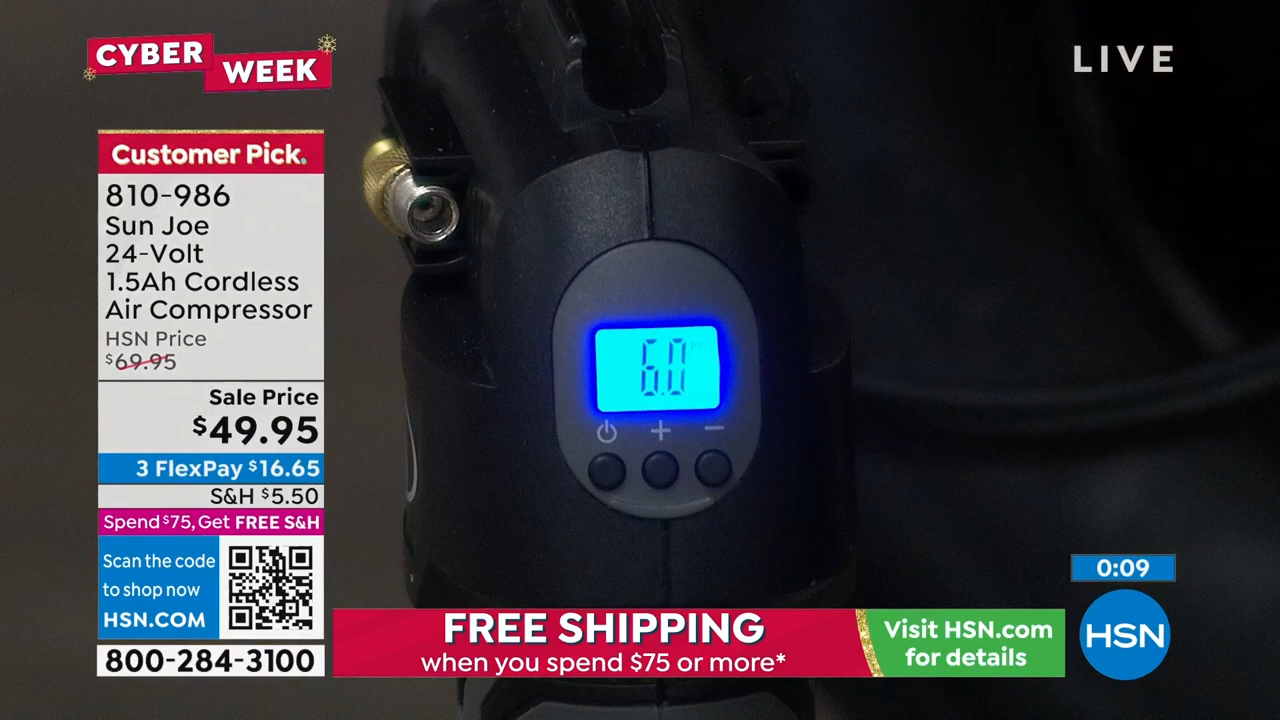 CYBER
WEEK
LIVE
Customer Pick.
810-986
Sun Joe
24-Volt
1.5Ah Cordless
Air Compressor
HSN Price
$69.95
Sale Price
$49.95
3 FlexPay $16.65
S&H $5.50
Spend $75, Get FREE S&H
Scan the code
to shop now
HSN.COM
800-284-3100
6.0 PSI
+ −
FREE SHIPPING
when you spend $75 or more*
Visit HSN.com
for details
0:09
HSN